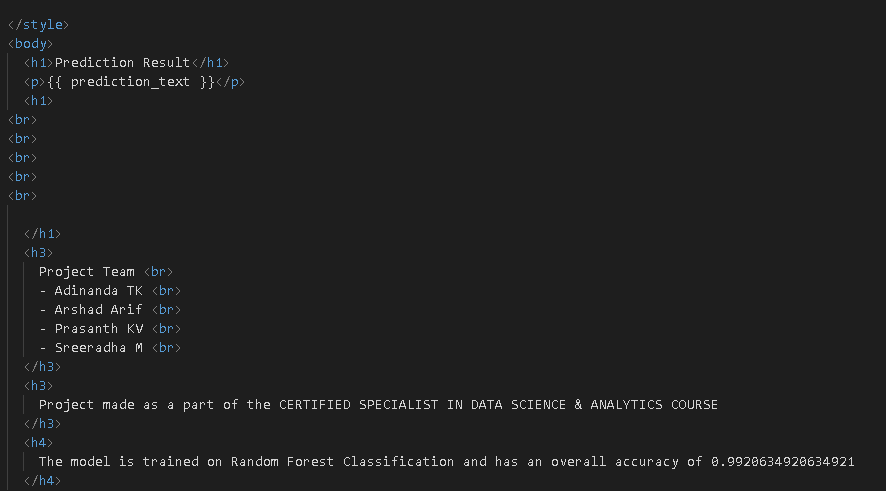 </style>
<body>
<h1>Prediction Result</h1>
<p>{{ prediction_text }}</p>
<h1>
<br>
<br>
<br>
<br>
<br>
</h1>
<h3>
Project Team <br>
- Adinanda TK <br>
- Arshad Arif <br>
- Prasanth KV <br>
- Sreeradha M <br>
</h3>
<h3>
Project made as a part of the CERTIFIED SPECIALIST IN DATA SCIENCE & ANALYTICS COURSE
</h3>
<h4>
The model is trained on Random Forest Classification and has an overall accuracy of 0.9920634920634921
</h4>